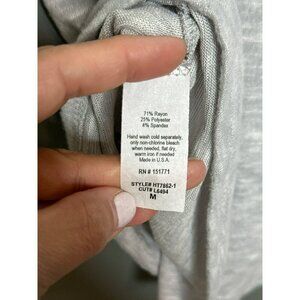 71% Rayon
25% Polyester
4% Spandex
Hand wash cold separately,
only non-chlorine bleach
when needed, flat dry,
warm iron if needed
Made in U.S.A.
RN # 151771
STYLE# HT7862-1
CUT# L6494
M